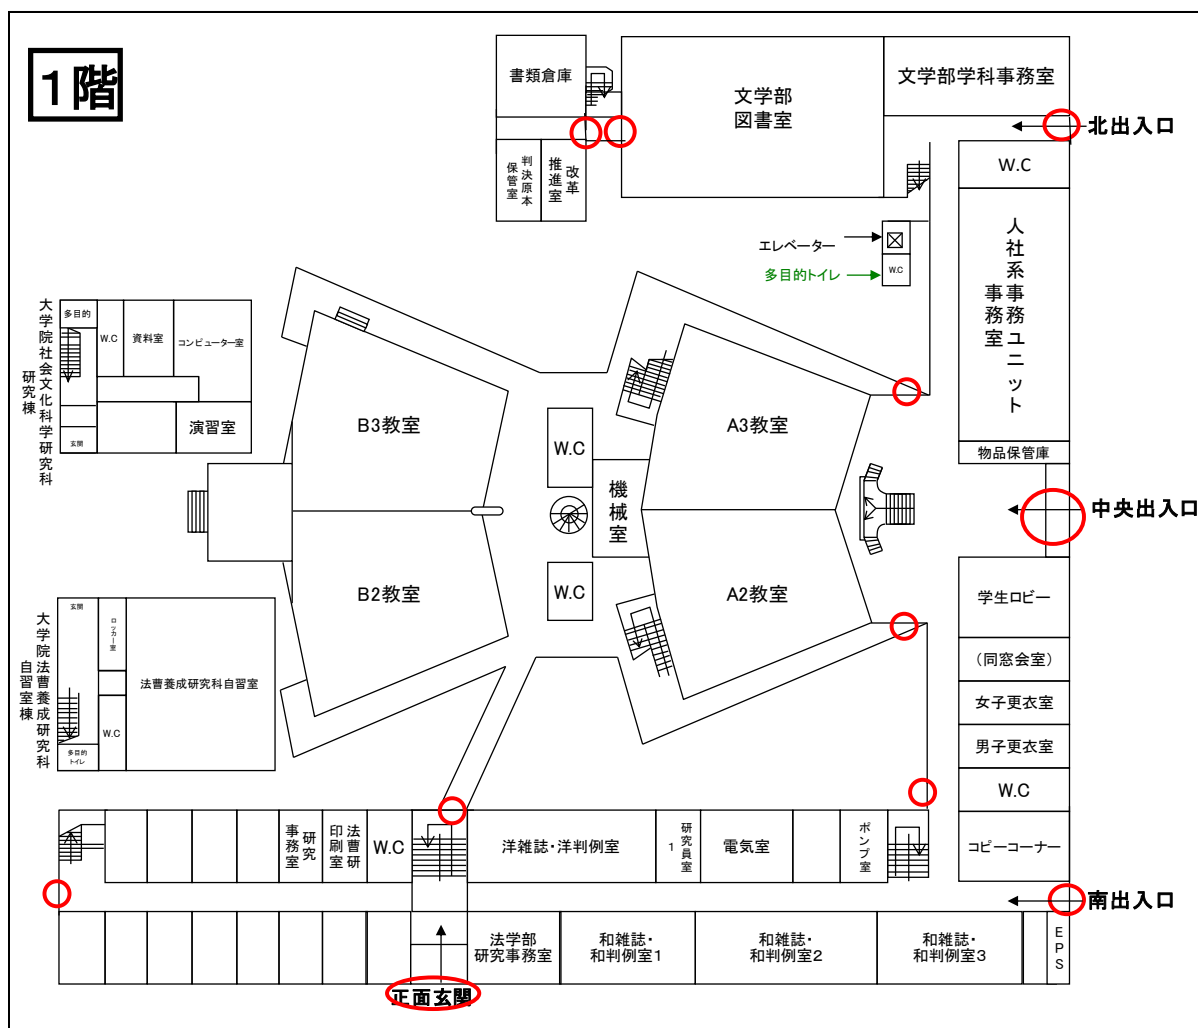 1階
書類倉庫
文学部
図書室
文学部学科事務室
北出入口
判決原本
保管室
改革
推進室
W.C
エレベーター
多目的トイレ
W.C
人社系事務ユニット
事務室
物品保管庫
中央出入口
大学院社会文化科学研究科
研究棟
多目的
W.C
資料室
コンピューター室
玄関
演習室
B3教室
B2教室
W.C
機械室
W.C
A3教室
A2教室
学生ロビー
(同窓会室)
女子更衣室
男子更衣室
W.C
コピーコーナー
大学院法曹養成研究科
自習室棟
玄関
ロッカー室
法曹養成研究科自習室
W.C
多目的
トイレ
研究
事務室
法曹研
印刷室
W.C
洋雑誌・洋判例室
研究員室
1
電気室
ポンプ室
南出入口
法学部
研究事務室
和雑誌・
和判例室1
和雑誌・
和判例室2
和雑誌・
和判例室3
EPS
正面玄関